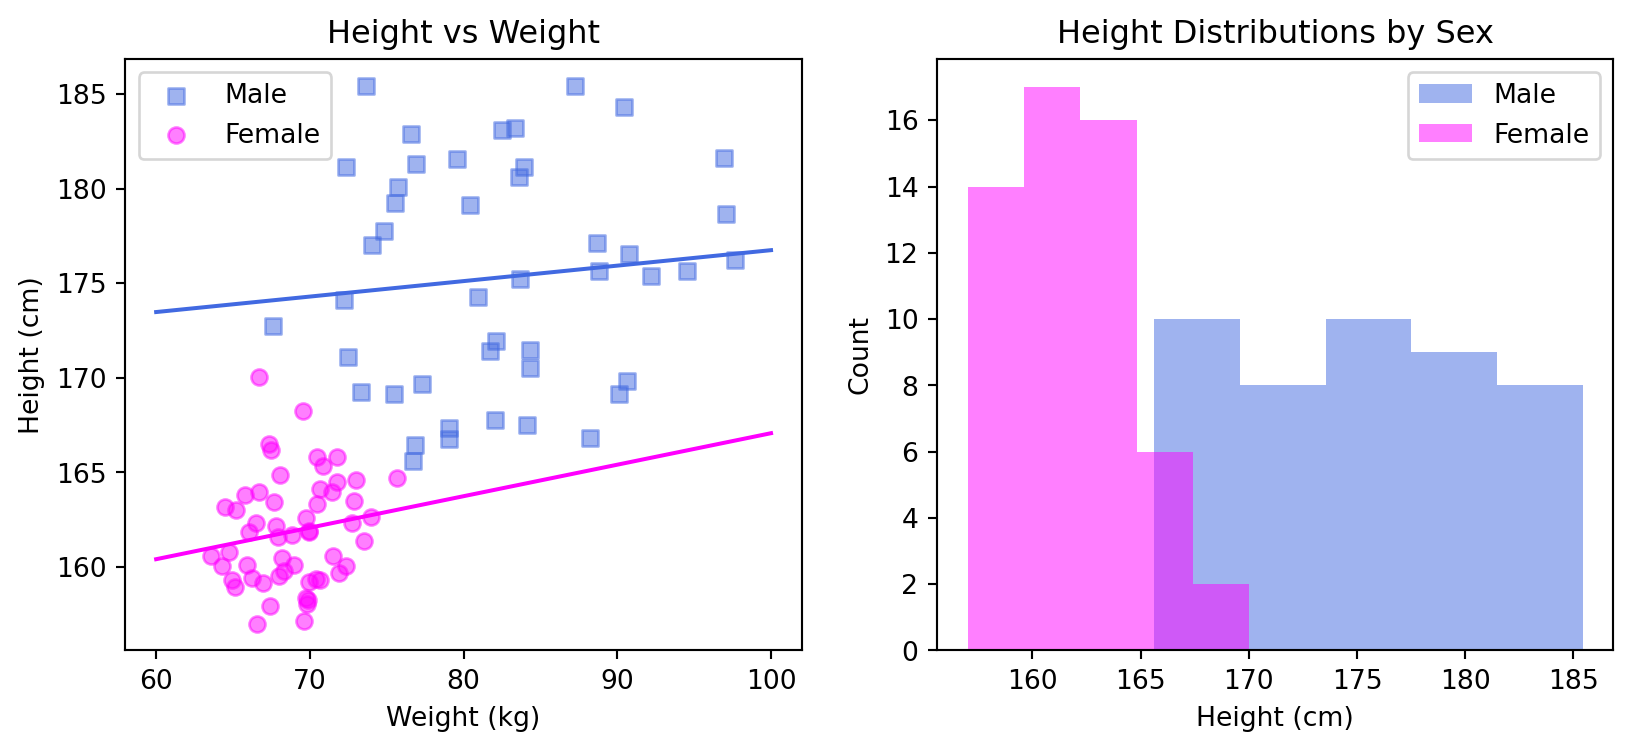 Height vs Weight
Male
Female
185
180
175
170
165
160
Height (cm)
60 70 80 90 100
Weight (kg)
Height Distributions by Sex
Male
Female
16
14
12
10
8
6
4
2
0
Count
160 165 170 175 180 185
Height (cm)